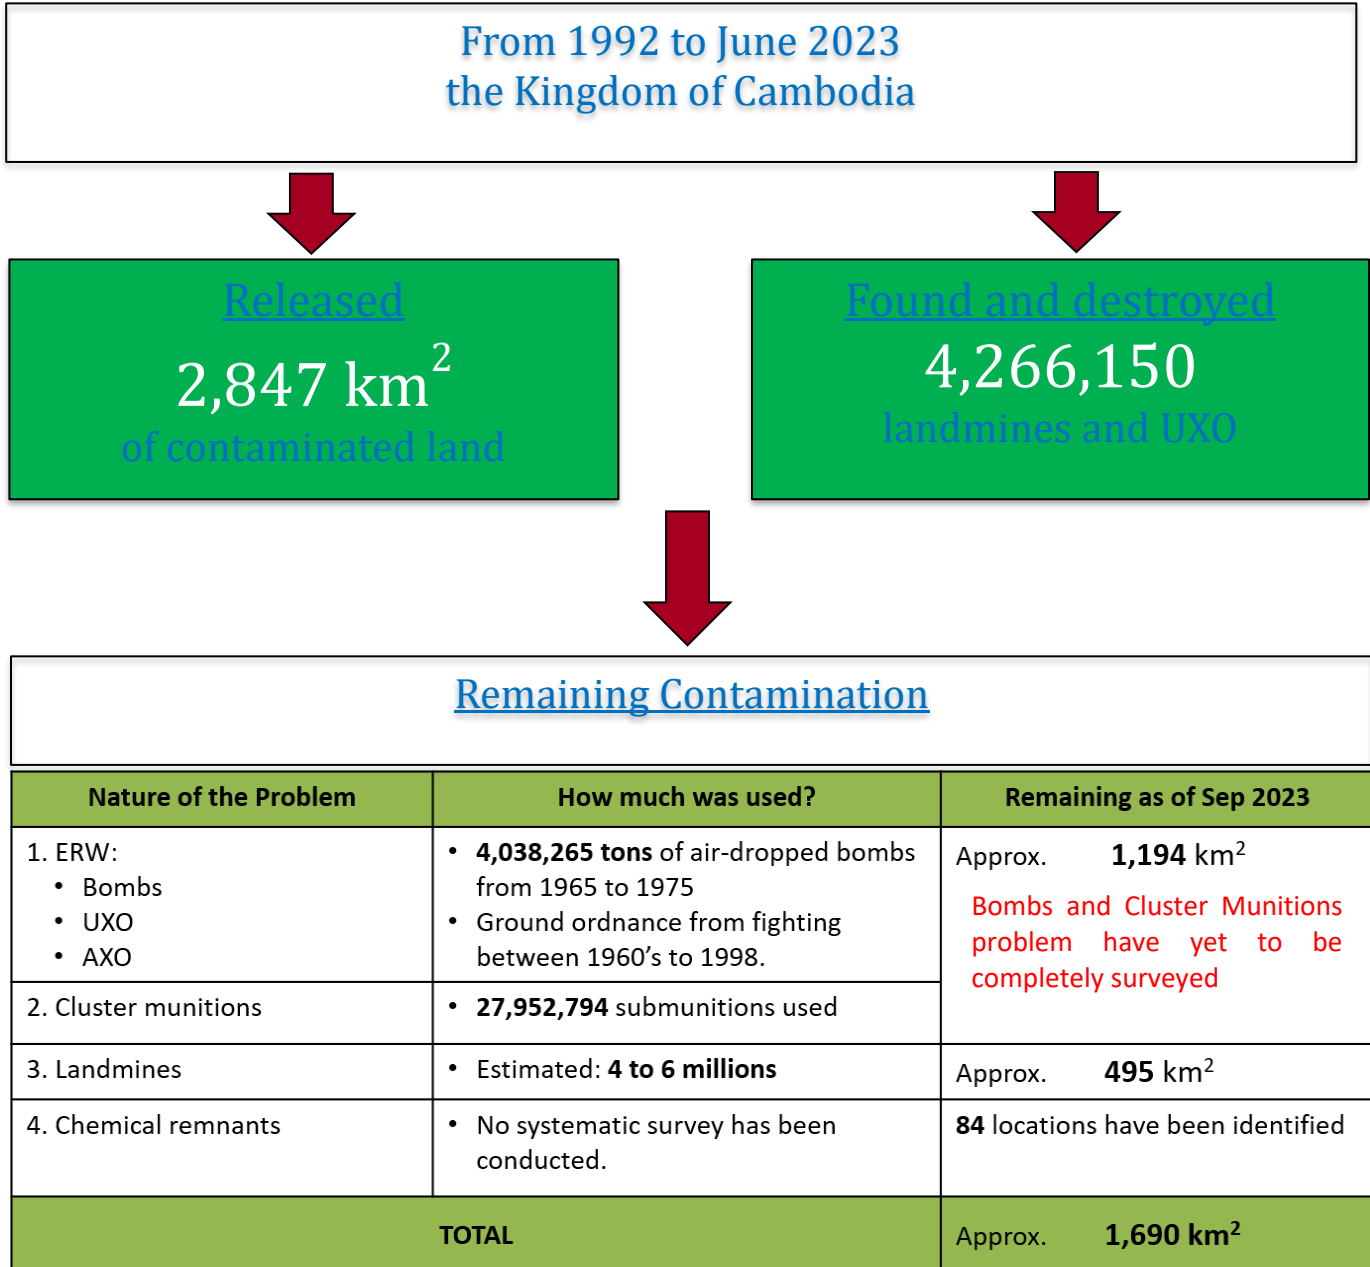 From 1992 to June 2023
the Kingdom of Cambodia
Released
2,847 km²
of contaminated land
Found and destroyed
4,266,150
landmines and UXO
Remaining Contamination
Nature of the Problem
How much was used?
Remaining as of Sep 2023
1. ERW:
• Bombs
• UXO
• AXO
• 4,038,265 tons of air-dropped bombs
from 1965 to 1975
• Ground ordnance from fighting
between 1960's to 1998.
Approx. 1,194 km²
Bombs and Cluster Munitions
problem have yet to be
completely surveyed
2. Cluster munitions
• 27,952,794 submunitions used
3. Landmines
• Estimated: 4 to 6 millions
Approx. 495 km²
4. Chemical remnants
• No systematic survey has been
conducted.
84 locations have been identified
TOTAL
Approx. 1,690 km²